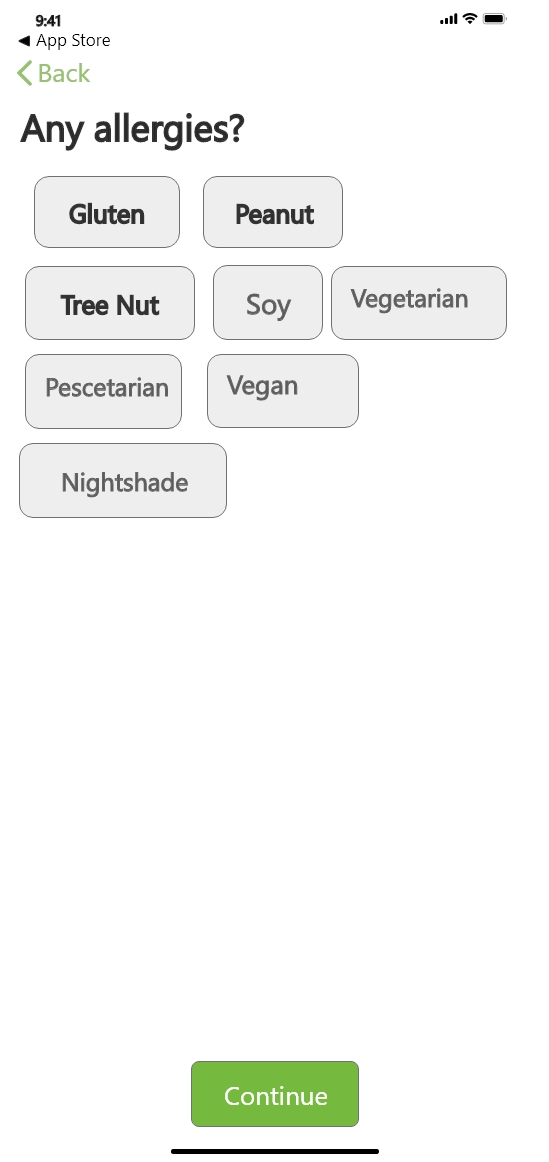 9:41
◀ App Store
Back
Any allergies?
Gluten Peanut
Tree Nut Soy Vegetarian
Pescetarian Vegan
Nightshade
Continue